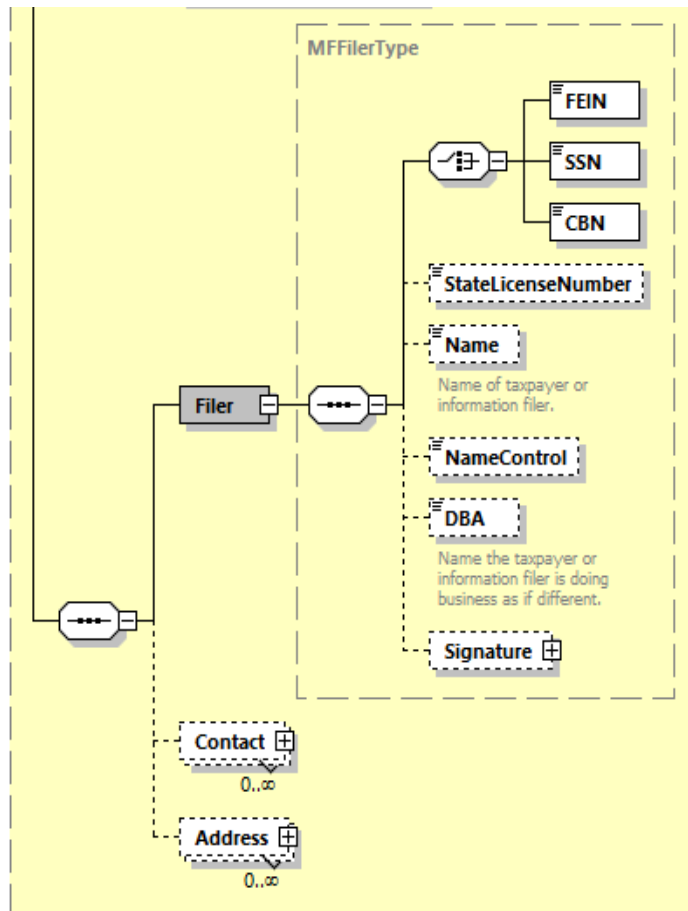 MFFilerType
FEIN
SSN
CBN
StateLicenseNumber
Name
Name of taxpayer or
information filer.
Filer
NameControl
DBA
Name the taxpayer or
information filer is doing
business as if different.
Signature
Contact
0..∞
Address
0..∞